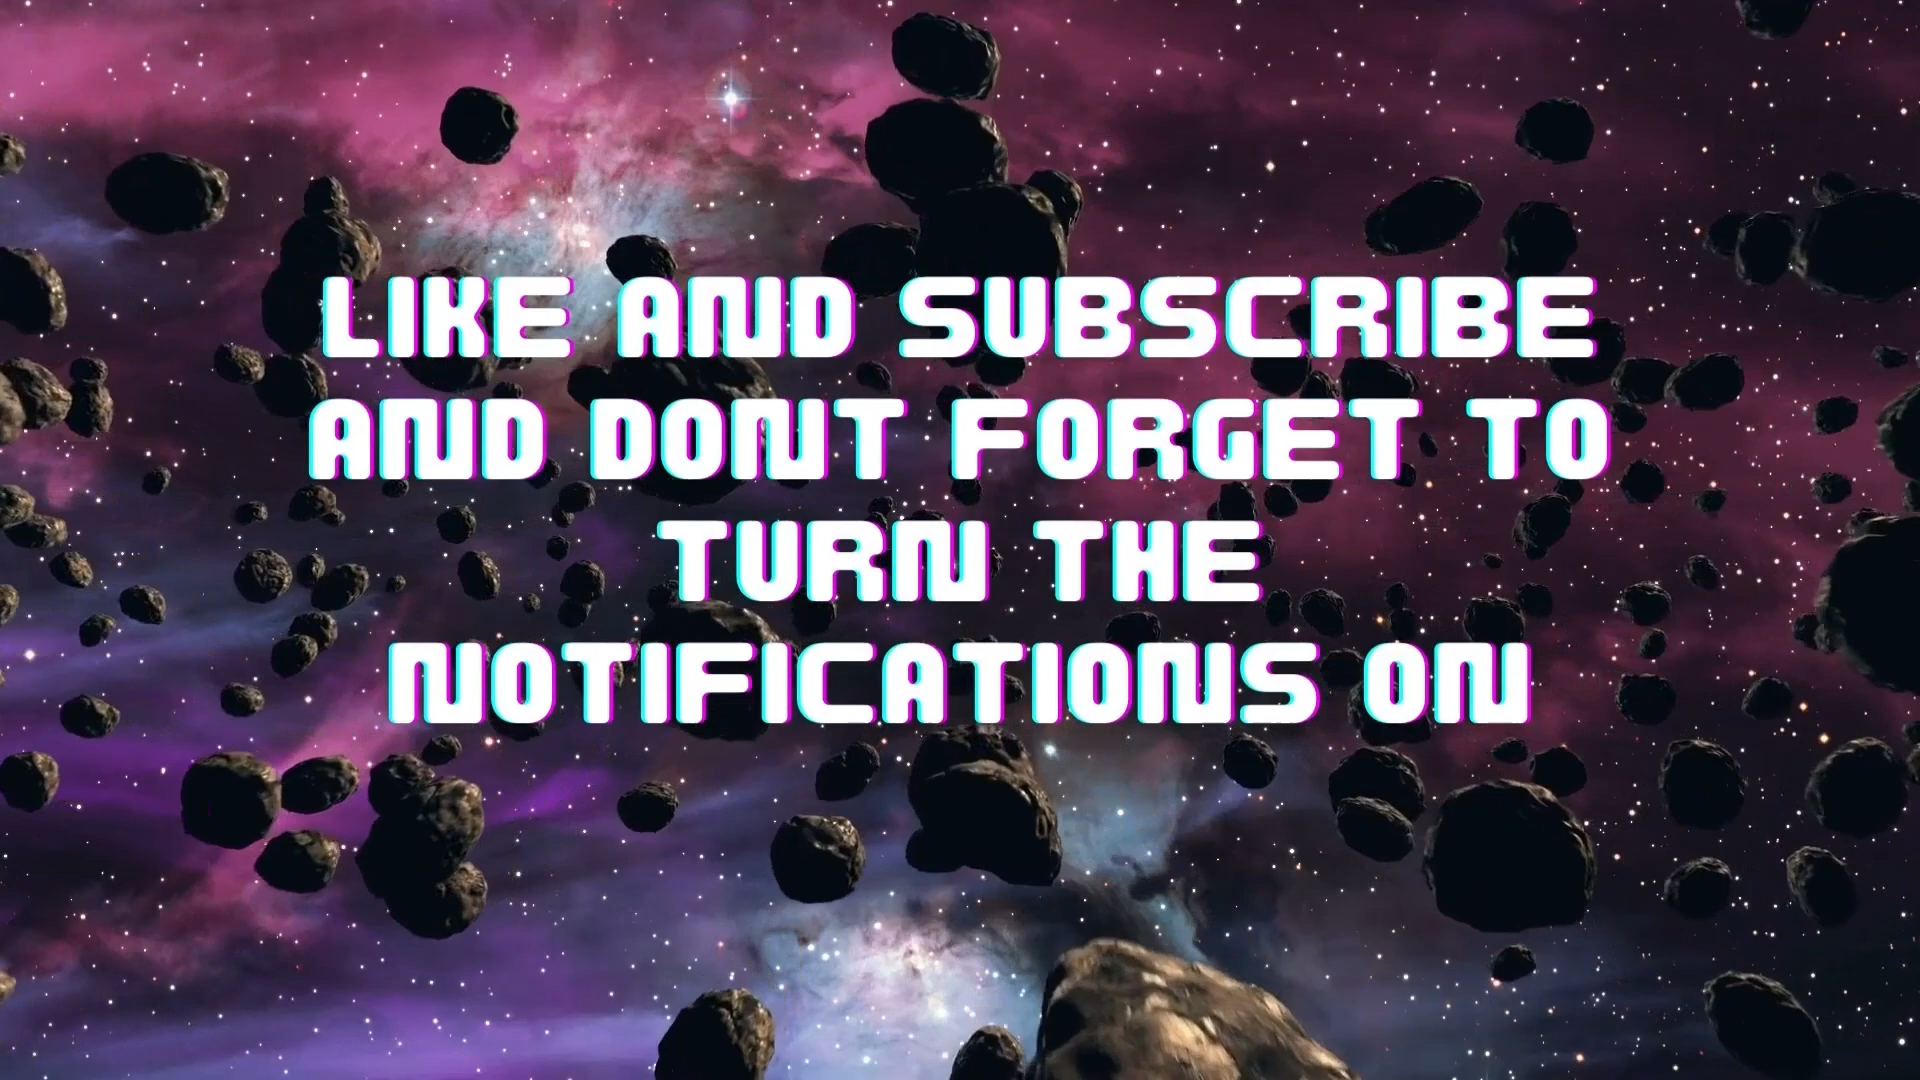 LIKE AND SUBSCRIBE
AND DONT FORGET TO
TURN THE
NOTIFICATIONS ON